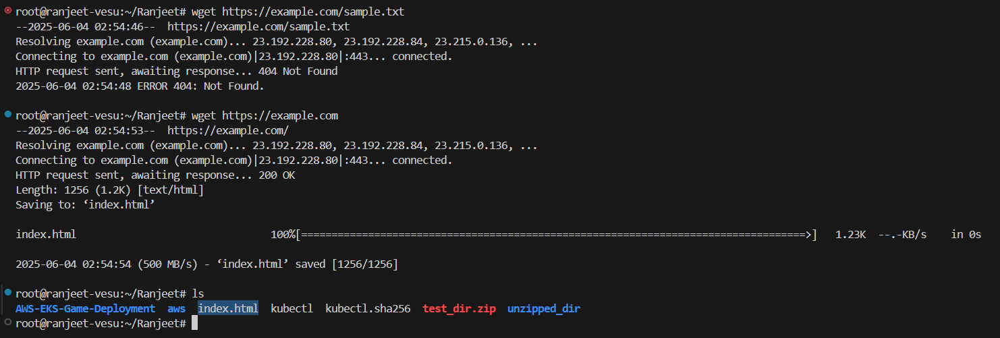 root@ranjeet-vesu:~/Ranjeet# wget https://example.com/sample.txt
--2025-06-04 02:54:46--  https://example.com/sample.txt
Resolving example.com (example.com)... 23.192.228.80, 23.192.228.84, 23.215.0.136, ...
Connecting to example.com (example.com)|23.192.228.80|:443... connected.
HTTP request sent, awaiting response... 404 Not Found
2025-06-04 02:54:48 ERROR 404: Not Found.
root@ranjeet-vesu:~/Ranjeet# wget https://example.com
--2025-06-04 02:54:53--  https://example.com/
Resolving example.com (example.com)... 23.192.228.80, 23.192.228.84, 23.215.0.136, ...
Connecting to example.com (example.com)|23.192.228.80|:443... connected.
HTTP request sent, awaiting response... 200 OK
Length: 1256 (1.2K) [text/html]
Saving to: ‘index.html’
index.html 100%[===================================================================================>] 1.23K --.-KB/s in 0s
2025-06-04 02:54:54 (500 MB/s) - ‘index.html’ saved [1256/1256]
root@ranjeet-vesu:~/Ranjeet# ls
AWS-EKS-Game-Deployment  aws  index.html  kubectl  kubectl.sha256  test_dir.zip  unzipped_dir
root@ranjeet-vesu:~/Ranjeet#